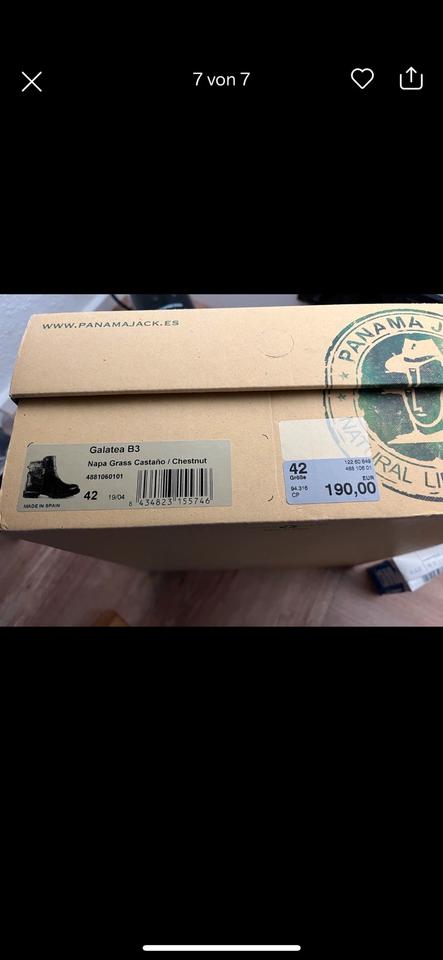 7 von 7
WWW.PANAMAJACK.ES
PANAMA J
NATURAL LI
Galatea B3
Napa Grass Castaño / Chestnut
4881060101
42 19/04
8 434823 155746
MADE IN SPAIN
42
Größe
94.316
CP
122 60 649
488 106 01
EUR
190,00